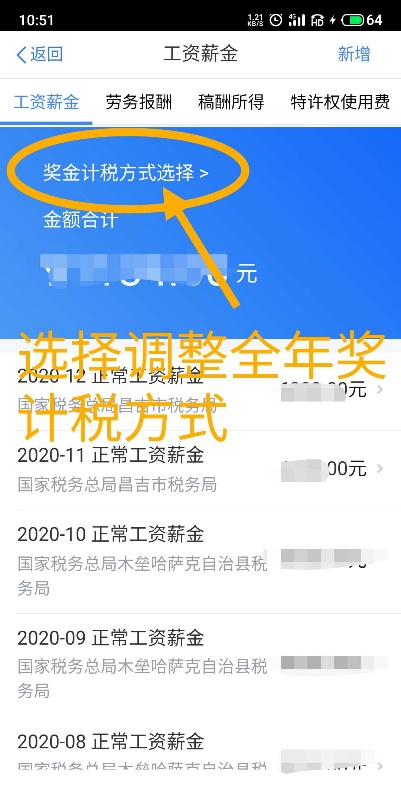 10:51
1.21 KB/S 4G HD 64
返回 工资薪金 新增
工资薪金 劳务报酬 稿酬所得 特许权使用费
奖金计税方式选择 >
金额合计
元
选择调整全年奖
计税方式
2020-12 正常工资薪金
国家税务总局昌吉市税务局
元
2020-11 正常工资薪金
00元
国家税务总局昌吉市税务局
2020-10 正常工资薪金
国家税务总局木垒哈萨克自治县税
务局
2020-09 正常工资薪金
国家税务总局木垒哈萨克自治县税
务局
2020-08 正常工资薪金
国家税务总局木垒哈萨克自治县税